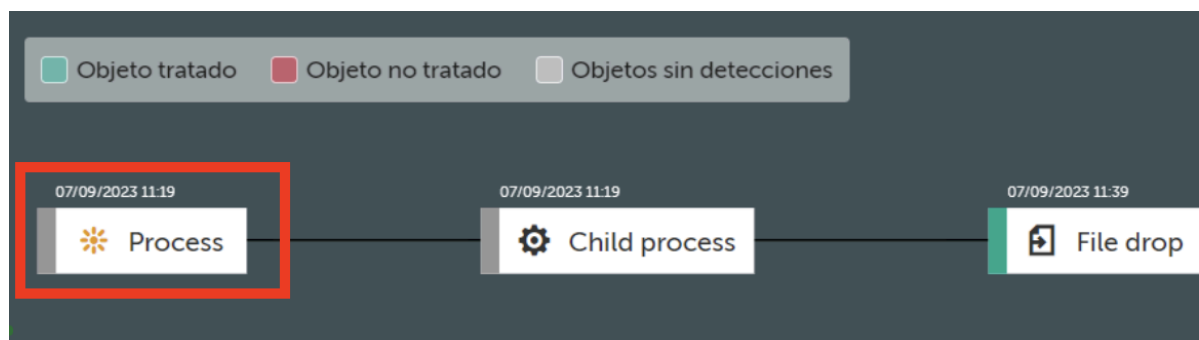 Objeto tratado Objeto no tratado Objetos sin detecciones
07/09/2023 11:19 07/09/2023 11:19 07/09/2023 11:39
Process Child process File drop